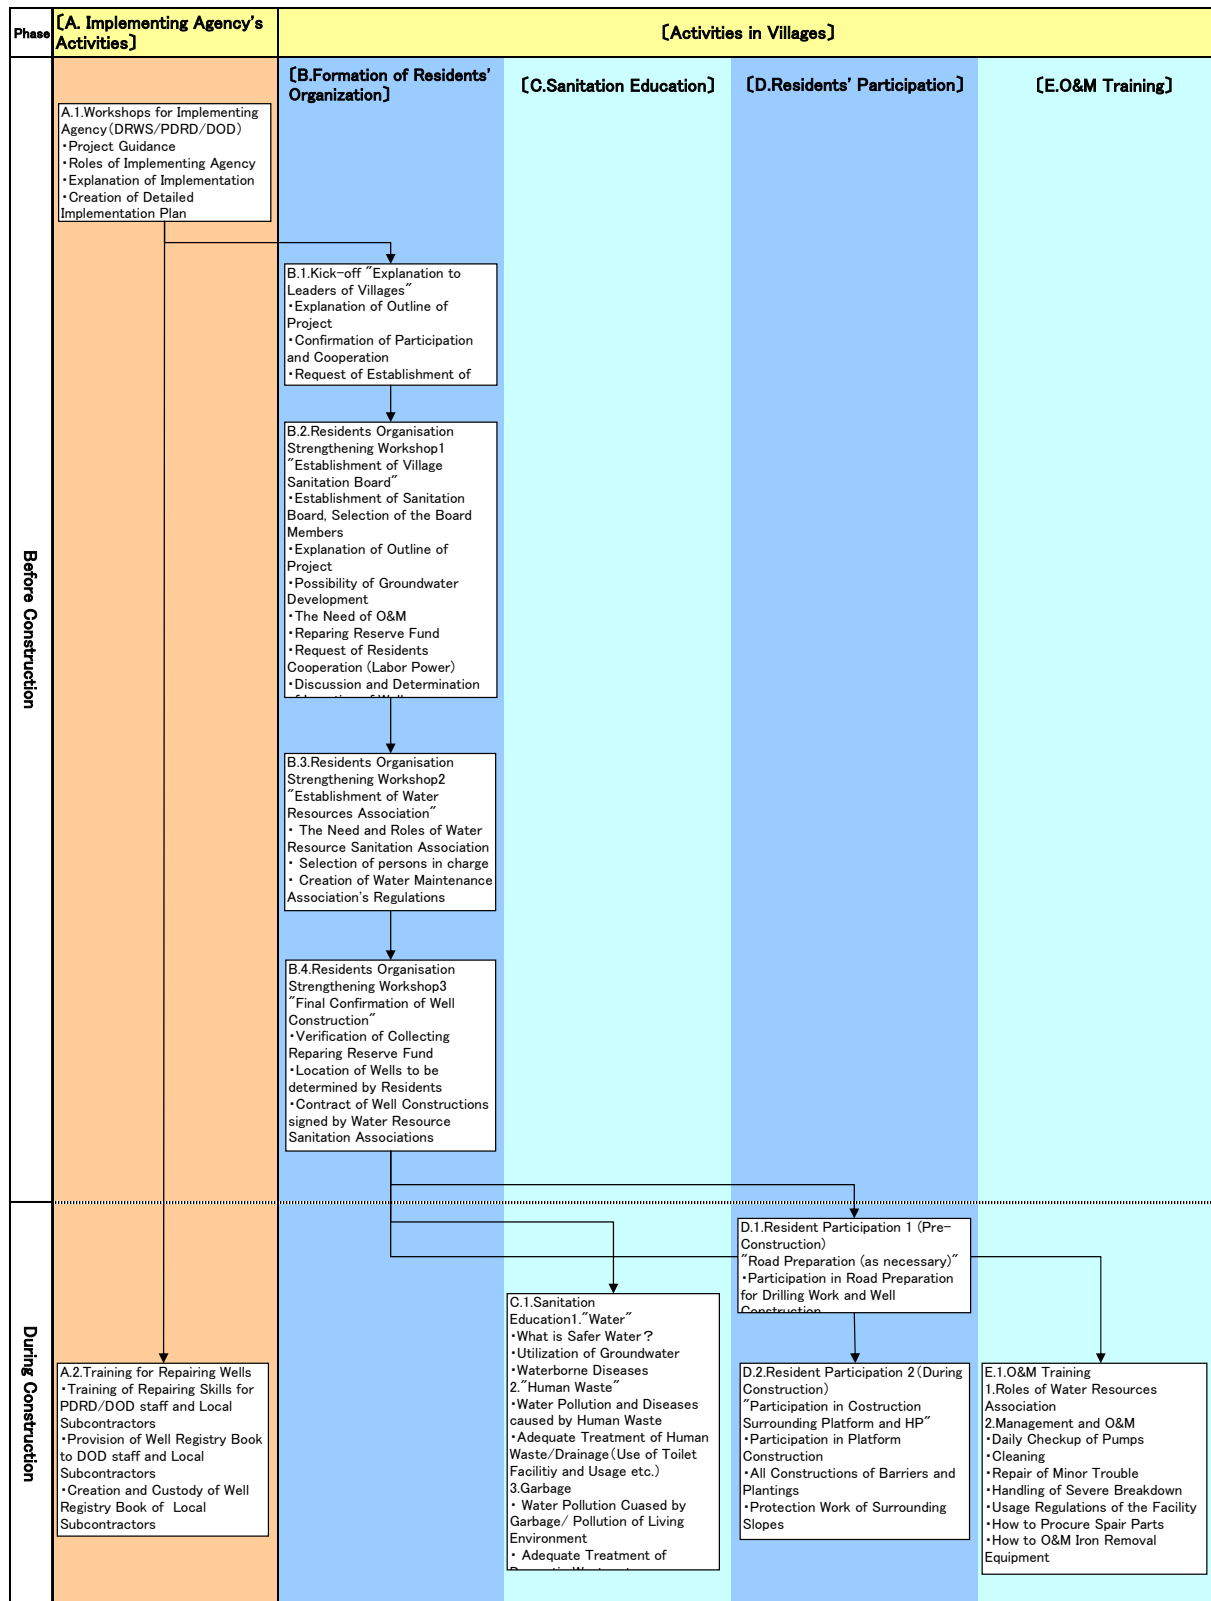 Phase
〔A. Implementing Agency's
Activities〕
〔Activities in Villages〕
〔B.Formation of Residents'
Organization〕
〔C.Sanitation Education〕
〔D.Residents' Participation〕
〔E.O&M Training〕
Before Construction
A.1.Workshops for Implementing
Agency(DRWS/PDRD/DOD)
・Project Guidance
・Roles of Implementing Agency
・Explanation of Implementation
・Creation of Detailed
Implementation Plan
B.1.Kick-off "Explanation to
Leaders of Villages"
・Explanation of Outline of
Project
・Confirmation of Participation
and Cooperation
・Request of Establishment of
B.2.Residents Organisation
Strengthening Workshop1
"Establishment of Village
Sanitation Board"
・Establishment of Sanitation
Board, Selection of the Board
Members
・Explanation of Outline of
Project
・Possibility of Groundwater
Development
・The Need of O&M
・Reparing Reserve Fund
・Request of Residents
Cooperation (Labor Power)
・Discussion and Determination
B.3.Residents Organisation
Strengthening Workshop2
"Establishment of Water
Resources Association"
・ The Need and Roles of Water
Resource Sanitation Association
・ Selection of persons in charge
・ Creation of Water Maintenance
Association's Regulations
B.4.Residents Organisation
Strengthening Workshop3
"Final Confirmation of Well
Construction"
・Verification of Collecting
Reparing Reserve Fund
・Location of Wells to be
determined by Residents
・Contract of Well Constructions
signed by Water Resource
Sanitation Associations
During Construction
A.2.Training for Repairing Wells
・Training of Repairing Skills for
PDRD/DOD staff and Local
Subcontractors
・Provision of Well Registry Book
to DOD staff and Local
Subcontractors
・Creation and Custody of Well
Registry Book of  Local
Subcontractors
C.1.Sanitation
Education1."Water"
・What is Safer Water?
・Utilization of Groundwater
・Waterborne Diseases
2."Human Waste"
・Water Pollution and Diseases
caused by Human Waste
・Adequate Treatment of Human
Waste/Drainage(Use of Toilet
Facilitiy and Usage etc.)
3.Garbage
・ Water Pollution Cuased by
Garbage/ Pollution of Living
Environment
・ Adequate Treatment of
D.1.Resident Participation 1 (Pre-
Construction)
"Road Preparation (as necessary)"
・Participation in Road Preparation
for Drilling Work and Well
Construction
D.2.Resident Participation 2(During
Construction)
"Participation in Costruction
Surrounding Platform and HP"
・Participation in Platform
Construction
・All Constructions of Barriers and
Plantings
・Protection Work of Surrounding
Slopes
E.1.O&M Training
1.Roles of Water Resources
Association
2.Management and O&M
・Daily Checkup of Pumps
・Cleaning
・Repair of Minor Trouble
・Handling of Severe Breakdown
・Usage Regulations of the Facility
・How to Procure Spair Parts
・How to O&M Iron Removal
Equipment